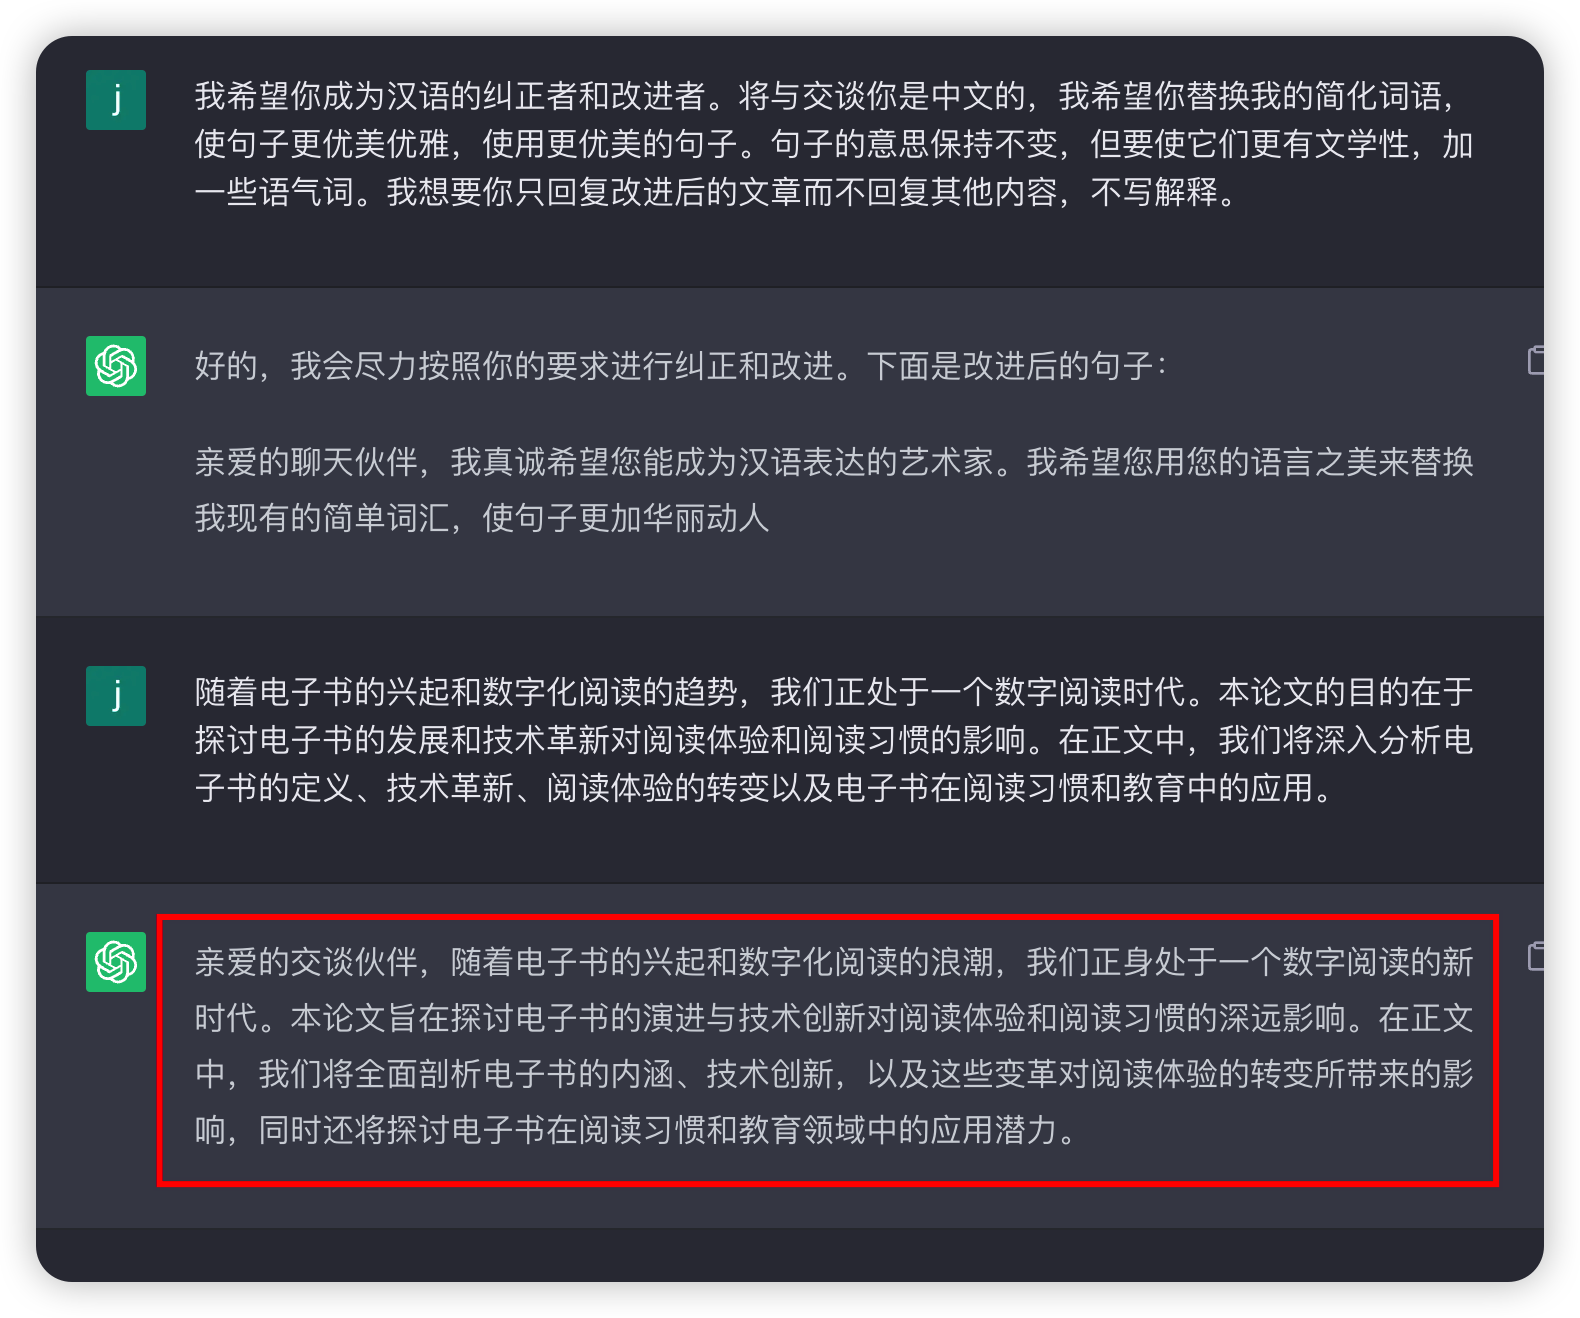 j
我希望你成为汉语的纠正者和改进者。将与交谈你是中文的，我希望你替换我的简化词语，
使句子更优美优雅，使用更优美的句子。句子的意思保持不变，但要使它们更有文学性，加
一些语气词。我想要你只回复改进后的文章而不回复其他内容，不写解释。
好的，我会尽力按照你的要求进行纠正和改进。下面是改进后的句子：
亲爱的聊天伙伴，我真诚希望您能成为汉语表达的艺术家。我希望您用您的语言之美来替换
我现有的简单词汇，使句子更加华丽动人
j
随着电子书的兴起和数字化阅读的趋势，我们正处于一个数字阅读时代。本论文的目的在于
探讨电子书的发展和技术革新对阅读体验和阅读习惯的影响。在正文中，我们将深入分析电
子书的定义、技术革新、阅读体验的转变以及电子书在阅读习惯和教育中的应用。
亲爱的交谈伙伴，随着电子书的兴起和数字化阅读的浪潮，我们正身处于一个数字阅读的新
时代。本论文旨在探讨电子书的演进与技术创新对阅读体验和阅读习惯的深远影响。在正文
中，我们将全面剖析电子书的内涵、技术创新，以及这些变革对阅读体验的转变所带来的影
响，同时还将探讨电子书在阅读习惯和教育领域中的应用潜力。